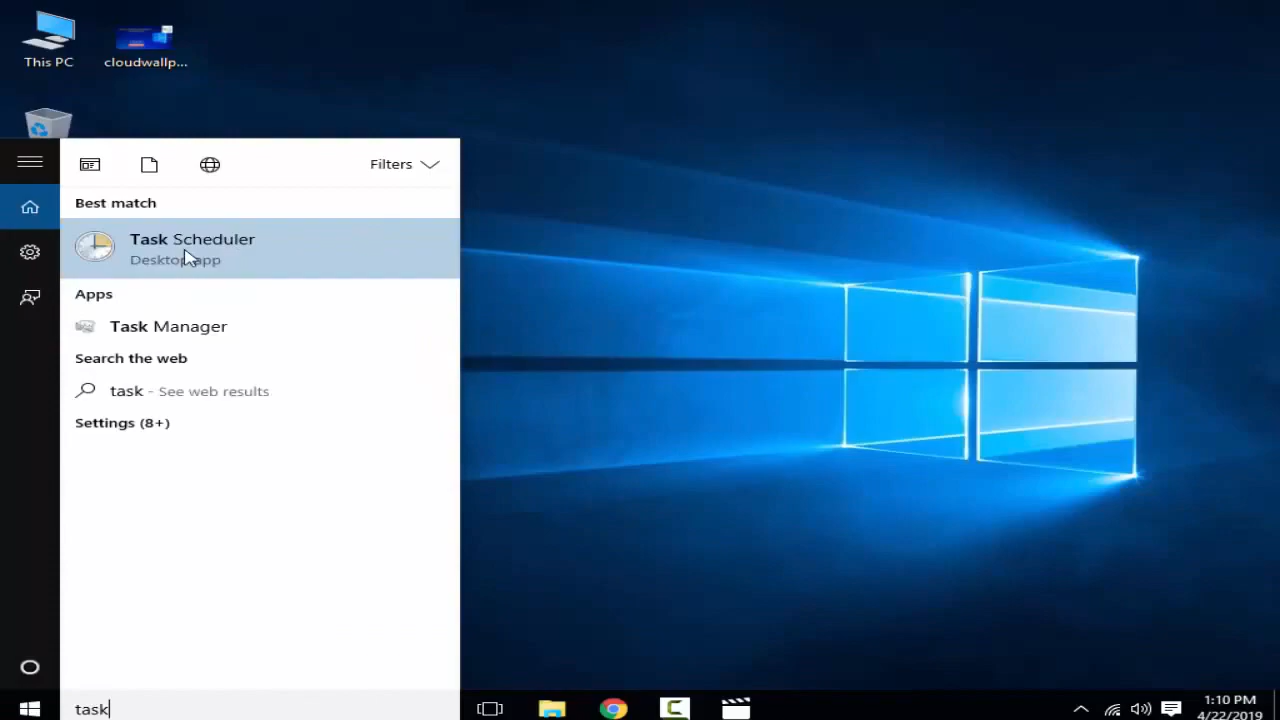 This PC
cloudwallp...
Filters
Best match
Task Scheduler
Desktop app
Apps
Task Manager
Search the web
task - See web results
Settings (8+)
task
1:10 PM
4/22/2019